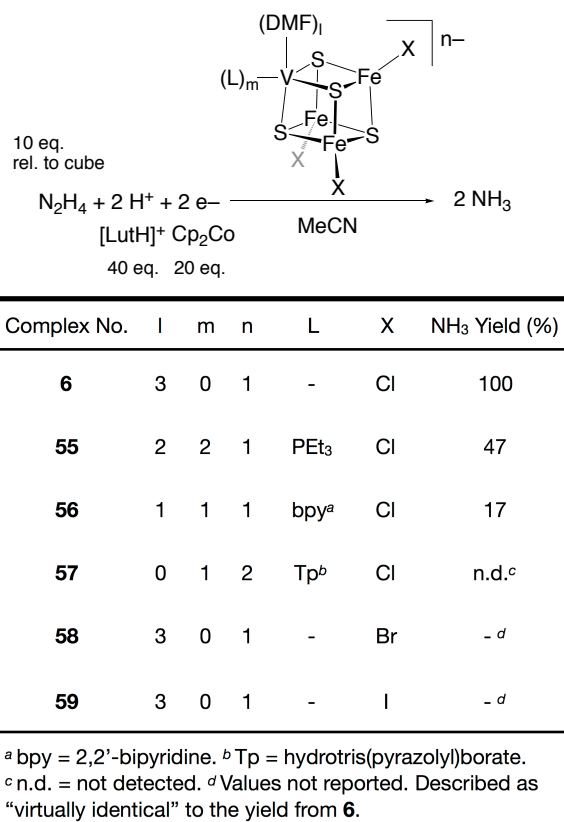 (DMF)l
n–
X
(L)m
V
S
Fe
S
Fe
S
S
Fe
X
X
10 eq.
rel. to cube
N2H4 + 2 H+ + 2 e–
2 NH3
[LutH]+ Cp2Co
MeCN
40 eq. 20 eq.
Complex No. l m n L X NH3 Yield (%)
6 3 0 1 - Cl 100
55 2 2 1 PEt3 Cl 47
56 1 1 1 bpya Cl 17
57 0 1 2 Tpb Cl n.d.c
58 3 0 1 - Br - d
59 3 0 1 - I - d
a bpy = 2,2’-bipyridine. b Tp = hydrotris(pyrazolyl)borate.
c n.d. = not detected. d Values not reported. Described as
“virtually identical” to the yield from 6.